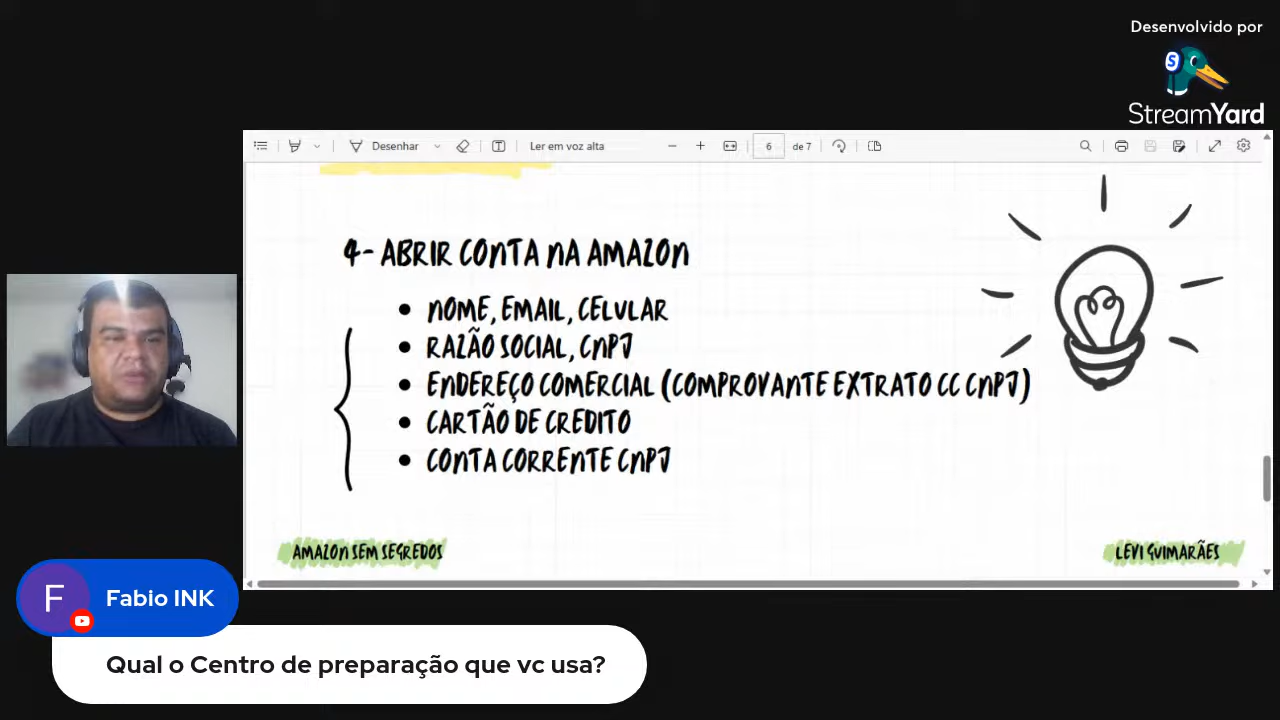 Desenvolvido por
StreamYard
Desenhar
Ler em voz alta
6
de 7
4- ABRIR CONTA NA AMAZON
• NOME, EMAIL, CELULAR
• RAZÃO SOCIAL, CNPJ
• ENDEREÇO COMERCIAL (COMPROVANTE EXTRATO CC CNPJ)
• CARTÃO DE CREDITO
• CONTA CORRENTE CNPJ
AMAZON SEM SEGREDOS
LEVI GUIMARÃES
F
Fabio INK
Qual o Centro de preparação que vc usa?